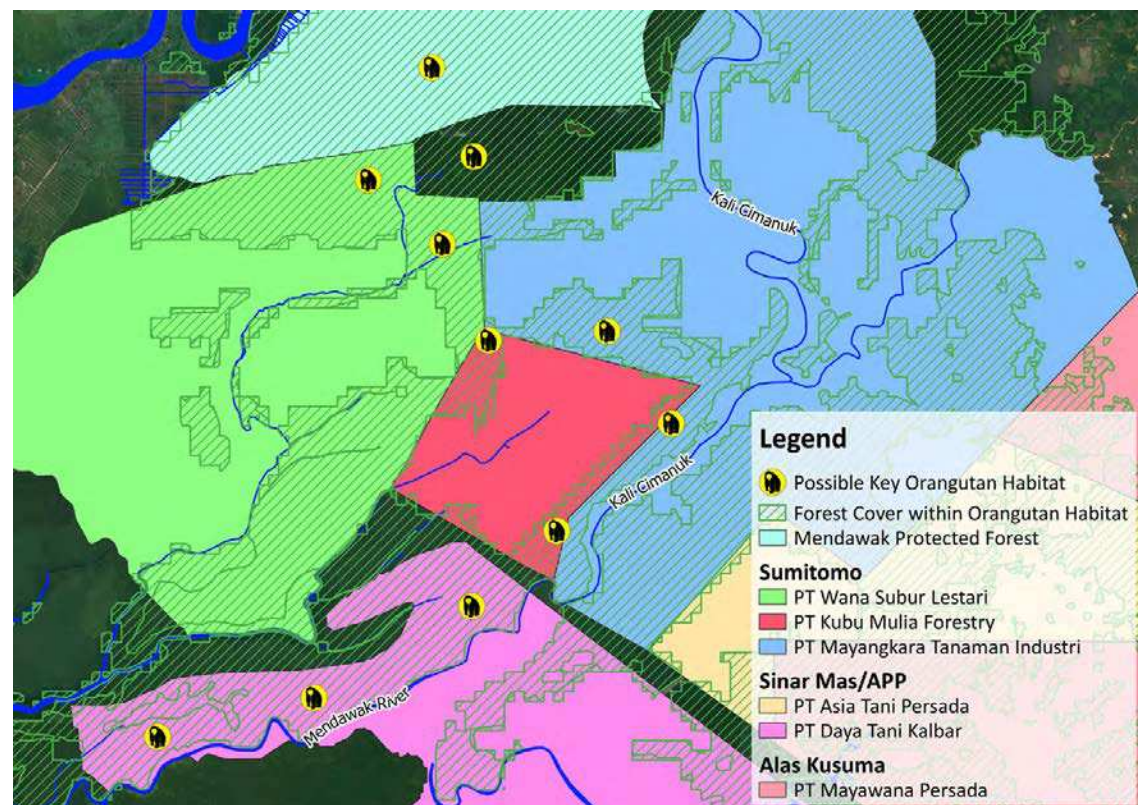 Kali Cimanuk
Kali Cimanuk
Mendawak River
Legend
Possible Key Orangutan Habitat
Forest Cover within Orangutan Habitat
Mendawak Protected Forest
Sumitomo
PT Wana Subur Lestari
PT Kubu Mulia Forestry
PT Mayangkara Tanaman Industri
Sinar Mas/APP
PT Asia Tani Persada
PT Daya Tani Kalbar
Alas Kusuma
PT Mayawana Persada